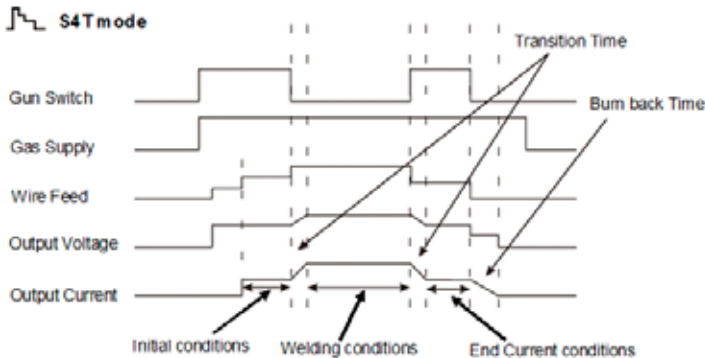 S4T mode
Transition Time
Gun Switch
Burn back Time
Gas Supply
Wire Feed
Output Voltage
Output Current
Initial conditions
Welding conditions
End Current conditions